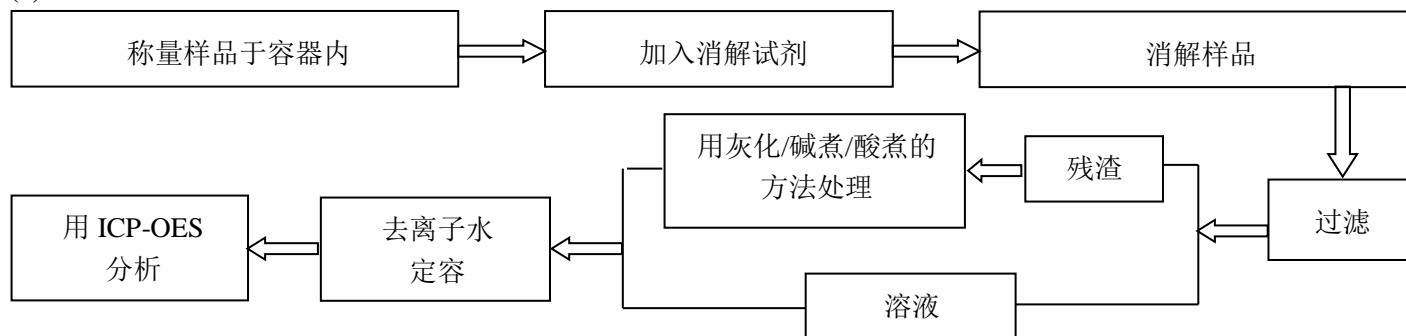 称量样品于容器内
加入消解试剂
消解样品
过滤
残渣
用灰化/碱煮/酸煮的
方法处理
溶液
去离子水
定容
用 ICP-OES
分析